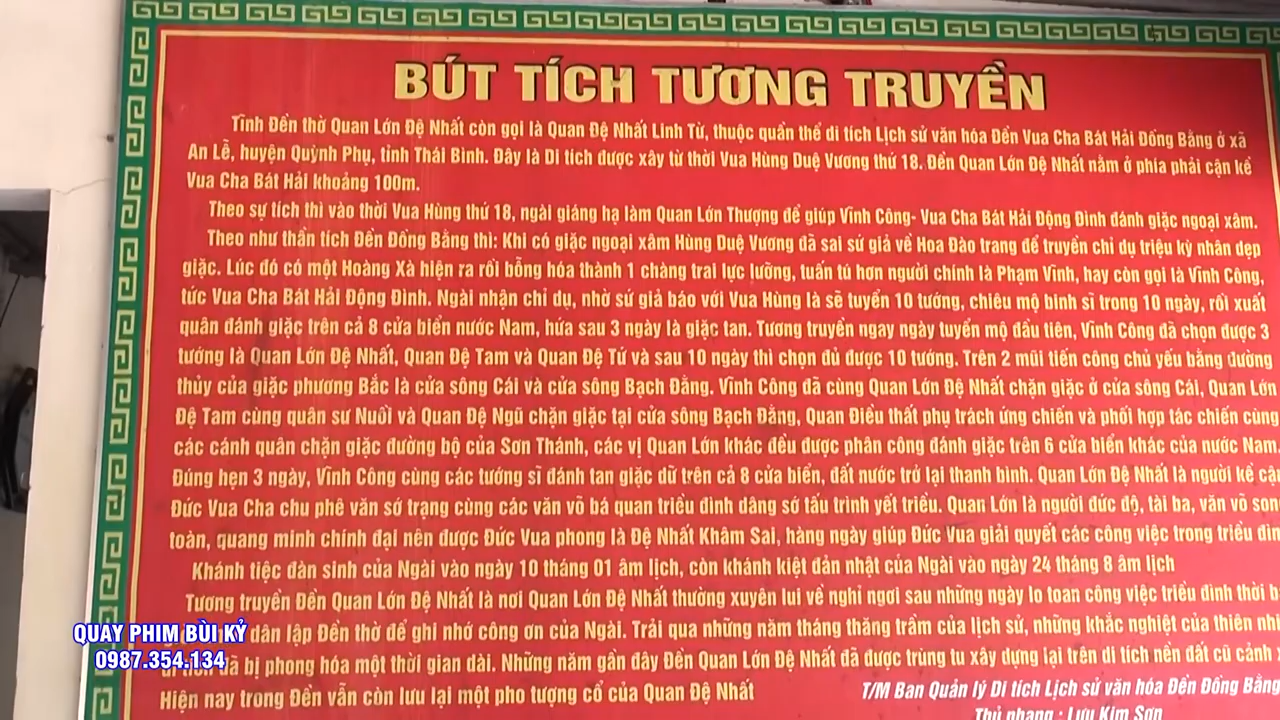 BÚT TÍCH TƯƠNG TRUYỀN
Tĩnh Đền thờ Quan Lớn Đệ Nhất còn gọi là Quan Đệ Nhất Linh Từ, thuộc quần thể di tích Lịch sử văn hóa Đền Vua Cha Bát Hải Đồng Bằng ở xã
An Lễ, huyện Quỳnh Phụ, tỉnh Thái Bình. Đây là Di tích được xây từ thời Vua Hùng Duệ Vương thứ 18. Đền Quan Lớn Đệ Nhất nằm ở phía phải cận kề
Vua Cha Bát Hải khoảng 100m.
Theo sự tích thì vào thời Vua Hùng thứ 18, ngài giáng hạ làm Quan Lớn Thượng để giúp Vĩnh Công- Vua Cha Bát Hải Động Đình đánh giặc ngoại xâm.
Theo như thần tích Đền Đồng Bằng thì: Khi có giặc ngoại xâm Hùng Duệ Vương đã sai sứ giả về Hoa Đào trang để truyền chỉ dụ triệu kỳ nhân dẹp
giặc. Lúc đó có một Hoàng Xà hiện ra rồi bỗng hóa thành 1 chàng trai lực lưỡng, tuấn tú hơn người chính là Phạm Vĩnh, hay còn gọi là Vĩnh Công,
tức Vua Cha Bát Hải Động Đình. Ngài nhận chỉ dụ, nhờ sứ giả báo với Vua Hùng là sẽ tuyển 10 tướng, chiêu mộ binh sĩ trong 10 ngày, rồi xuất
quân đánh giặc trên cả 8 cửa biển nước Nam, hứa sau 3 ngày là giặc tan. Tương truyền ngay ngày tuyển mộ đầu tiên, Vĩnh Công đã chọn được 3
tướng là Quan Lớn Đệ Nhất, Quan Đệ Tam và Quan Đệ Tứ và sau 10 ngày thì chọn đủ được 10 tướng. Trên 2 mũi tiến công chủ yếu bằng đường
thủy của giặc phương Bắc là cửa sông Cái và cửa sông Bạch Đằng. Vĩnh Công đã cùng Quan Lớn Đệ Nhất chặn giặc ở cửa sông Cái, Quan Lớn
Đệ Tam cùng quân sư Nuôi và Quan Đệ Ngũ chặn giặc tại cửa sông Bạch Đằng, Quan Điều thất phụ trách ứng chiến và phối hợp tác chiến cùng
các cánh quân chặn giặc đường bộ của Sơn Thánh, các vị Quan Lớn khác đều được phân công đánh giặc trên 6 cửa biển khác của nước Nam.
Đúng hẹn 3 ngày, Vĩnh Công cùng các tướng sĩ đánh tan giặc dữ trên cả 8 cửa biển, đất nước trở lại thanh bình. Quan Lớn Đệ Nhất là người kề cậ
Đức Vua Cha chu phê văn sớ trạng cùng các văn võ bá quan triều đình dâng sớ tấu trình yết triều. Quan Lớn là người đức độ, tài ba, văn võ son
toàn, quang minh chính đại nên được Đức Vua phong là Đệ Nhất Khâm Sai, hàng ngày giúp Đức Vua giải quyết các công việc trong triều đìn
Khánh tiệc đàn sinh của Ngài vào ngày 10 tháng 01 âm lịch, còn khánh kiệt đản nhật của Ngài vào ngày 24 tháng 8 âm lịch
Tương truyền Đền Quan Lớn Đệ Nhất là nơi Quan Lớn Đệ Nhất thường xuyên lui về nghỉ ngơi sau những ngày lo toan công việc triều đình thời b
dân lập Đền thờ để ghi nhớ công ơn của Ngài. Trải qua những năm tháng thăng trầm của lịch sử, những khắc nghiệt của thiên nhi
đã bị phong hóa một thời gian dài. Những năm gần đây Đền Quan Lớn Đệ Nhất đã được trùng tu xây dựng lại trên di tích nền đất cũ cảnh
Hiện nay trong Đền vẫn còn lưu lại một pho tượng cổ của Quan Đệ Nhất
T/M Ban Quản lý Di tích Lịch sử văn hóa Đền Đồng Bằng
Thủ nhang : Lưu Kim Sơn
QUAY PHIM BÙI KỶ
0987.354.134